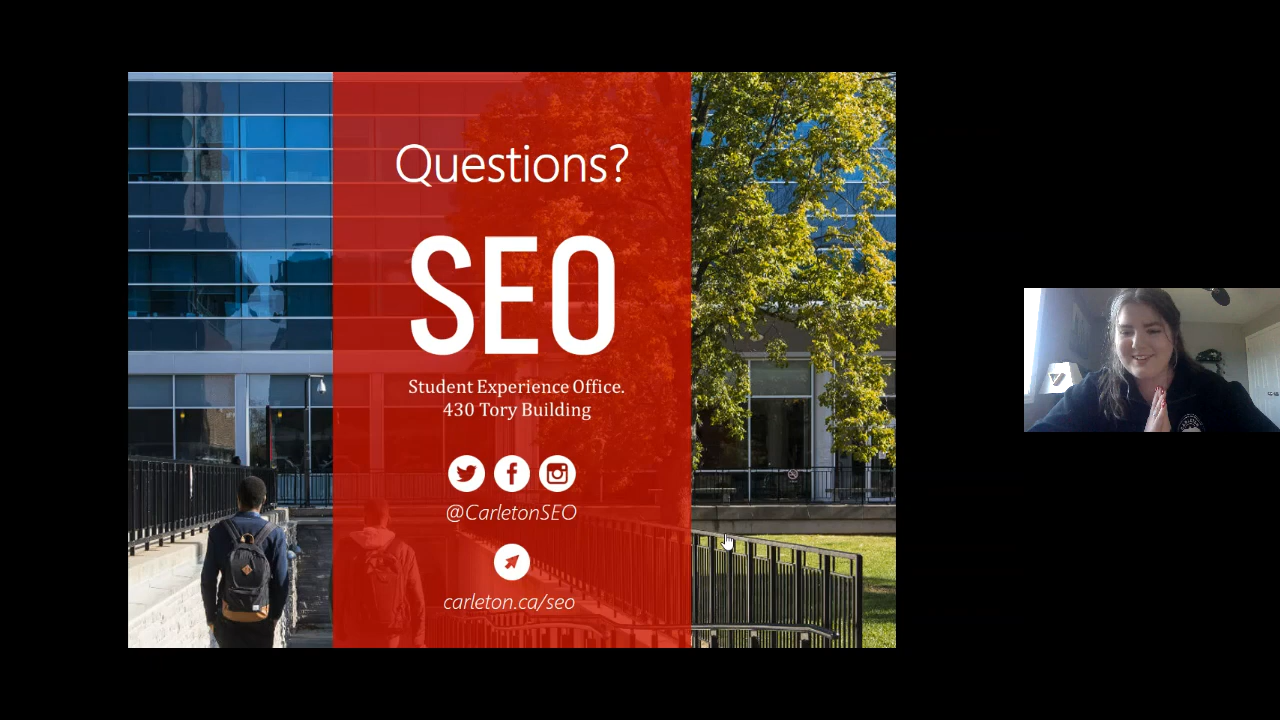 Questions?
SEO
Student Experience Office.
430 Tory Building
@CarletonSEO
carleton.ca/seo